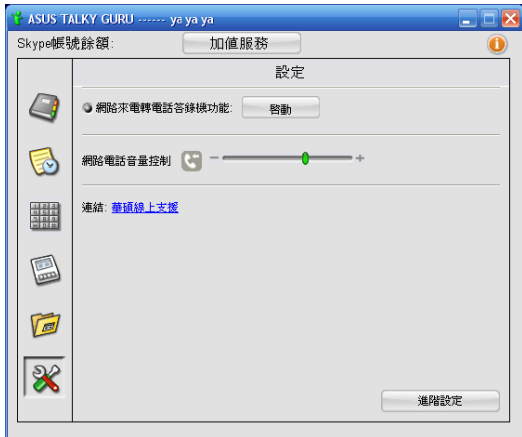 ASUS TALKY GURU ------ ya ya ya
Skype帳號餘額: 加值服務
設定
網路來電轉電話答錄機功能: 啓動
網路電話音量控制 − +
連結: 華碩線上支援
進階設定